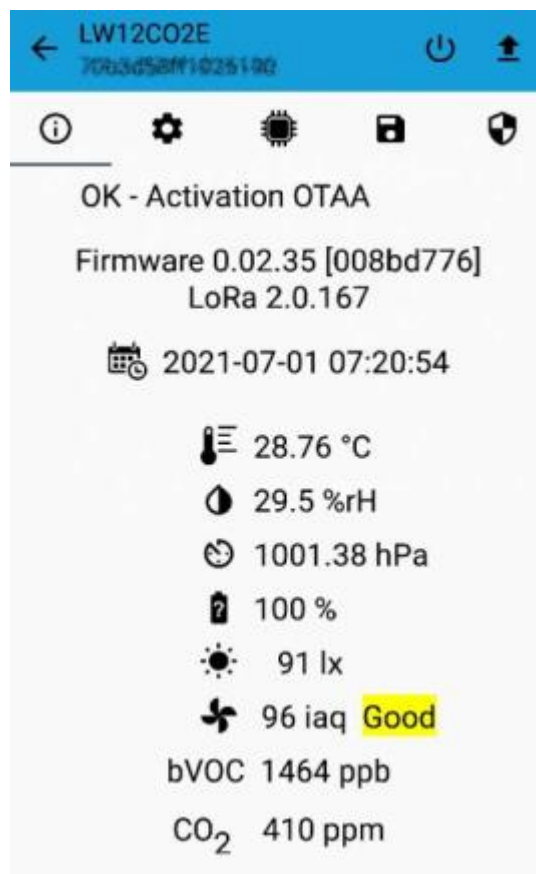 LW12CO2E
OK - Activation OTAA
Firmware 0.02.35 [008bd776]
LoRa 2.0.167
2021-07-01 07:20:54
28.76 °C
29.5 %rH
1001.38 hPa
100 %
91 lx
96 iaq Good
bVOC 1464 ppb
CO2 410 ppm